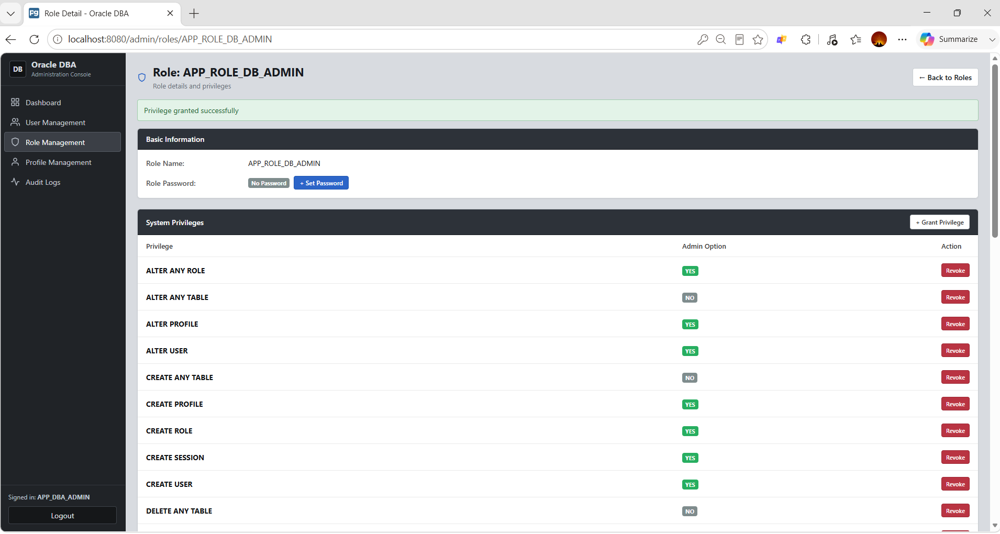 Role Detail - Oracle DBA
localhost:8080/admin/roles/APP_ROLE_DB_ADMIN
Summarize
DB
Oracle DBA
Administration Console
Dashboard
User Management
Role Management
Profile Management
Audit Logs
Signed in: APP_DBA_ADMIN
Logout
Role: APP_ROLE_DB_ADMIN
Role details and privileges
← Back to Roles
Privilege granted successfully
Basic Information
Role Name: APP_ROLE_DB_ADMIN
Role Password: No Password + Set Password
System Privileges + Grant Privilege
Privilege Admin Option Action
ALTER ANY ROLE YES Revoke
ALTER ANY TABLE NO Revoke
ALTER PROFILE YES Revoke
ALTER USER YES Revoke
CREATE ANY TABLE NO Revoke
CREATE PROFILE YES Revoke
CREATE ROLE YES Revoke
CREATE SESSION YES Revoke
CREATE USER YES Revoke
DELETE ANY TABLE NO Revoke